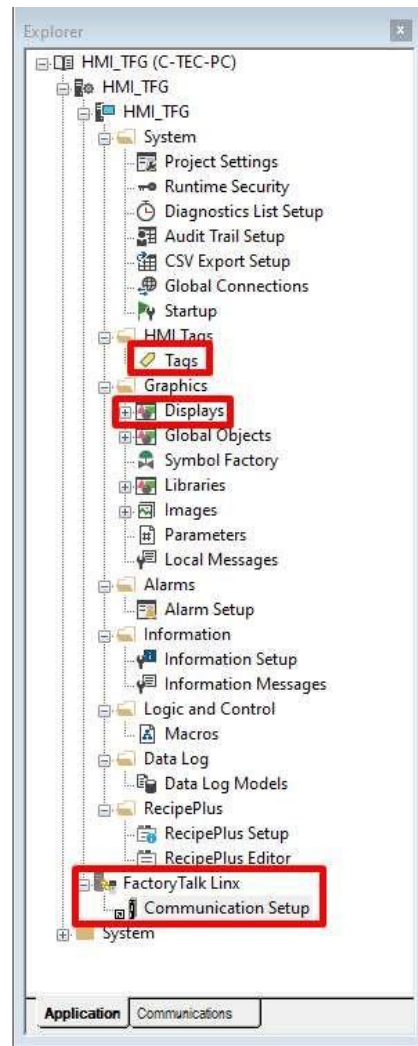 Explorer x
HMI_TFG (C-TEC-PC)
HMI_TFG
HMI_TFG
System
Project Settings
Runtime Security
Diagnostics List Setup
Audit Trail Setup
CSV Export Setup
Global Connections
Startup
HMI Tags
Tags
Graphics
Displays
Global Objects
Symbol Factory
Libraries
Images
Parameters
Local Messages
Alarms
Alarm Setup
Information
Information Setup
Information Messages
Logic and Control
Macros
Data Log
Data Log Models
RecipePlus
RecipePlus Setup
RecipePlus Editor
FactoryTalk Linx
Communication Setup
System
Application Communications